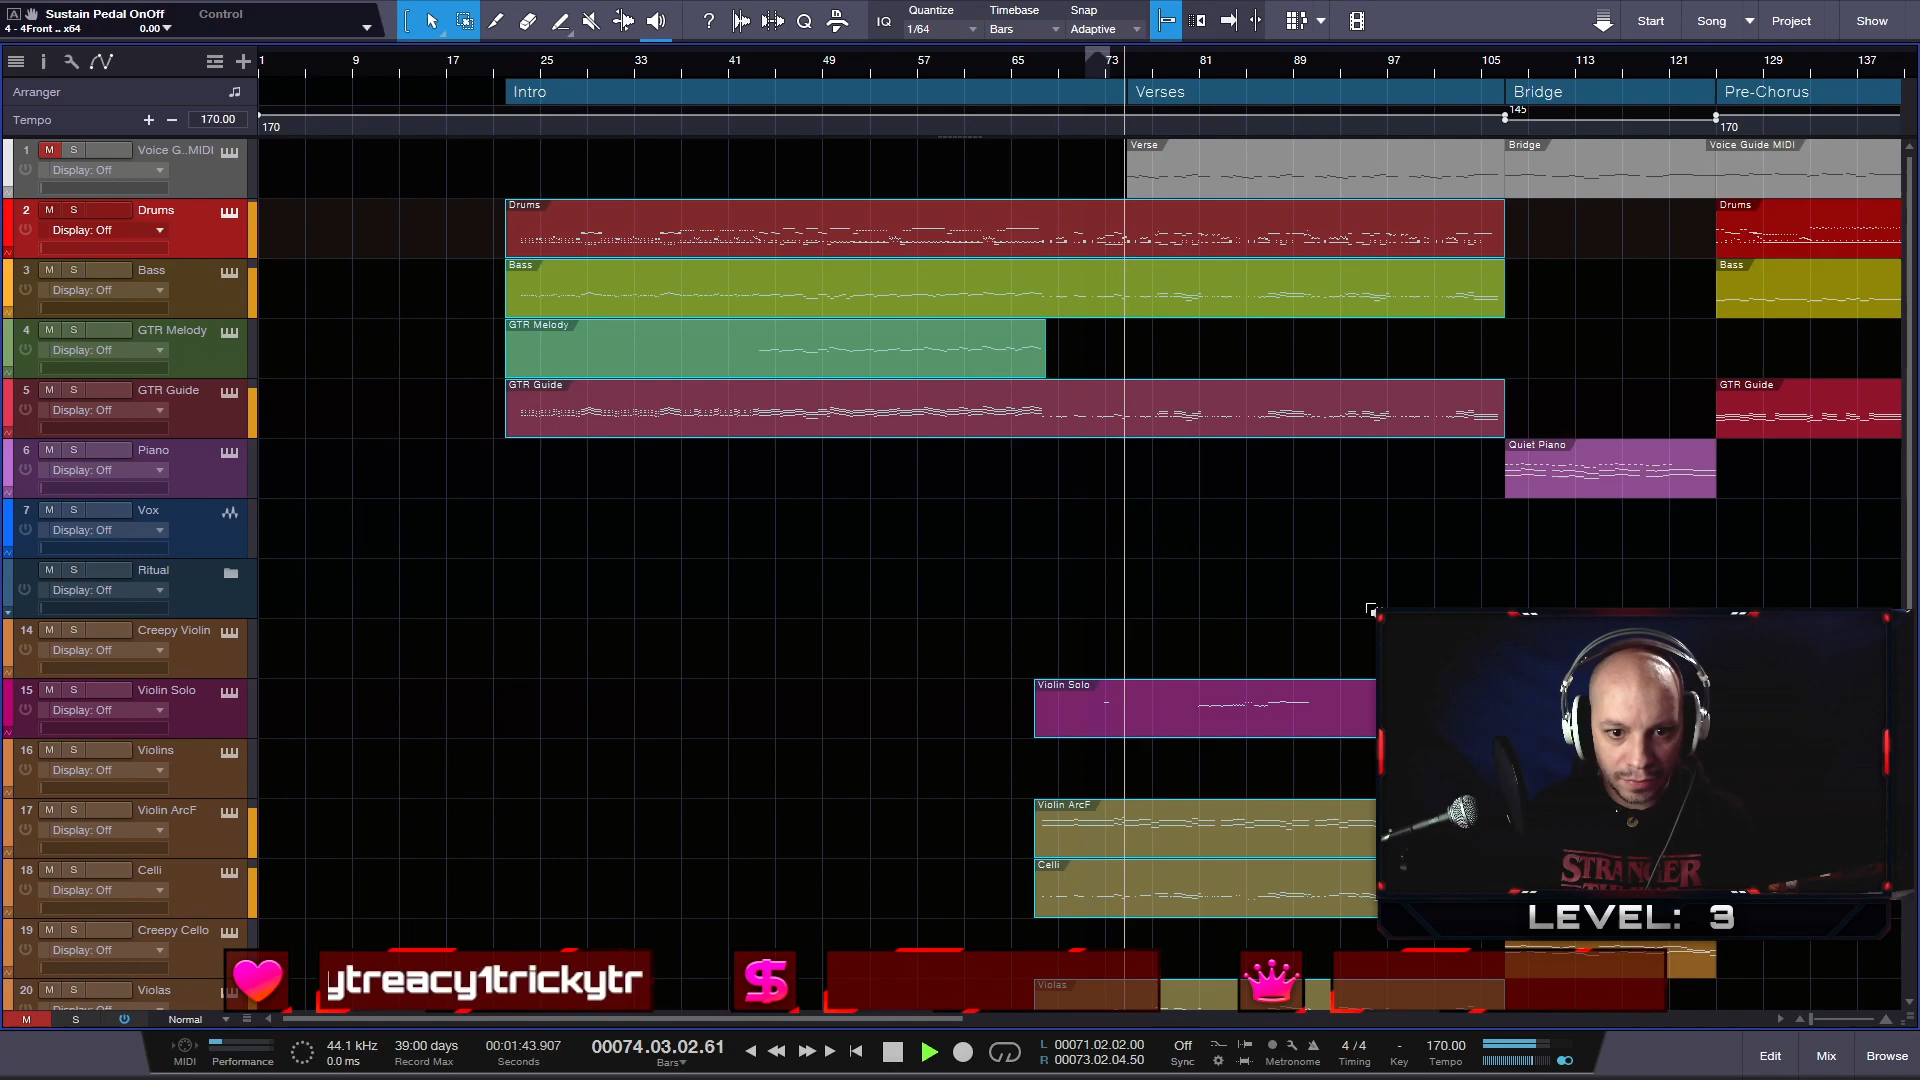 Sustain Pedal OnOff Control
4 - 4Front .. x64 0.00
IQ Quantize Timebase Snap
1/64 Bars Adaptive
Start Song Project Show
1 9 17 25 33 41 49 57 65 73 81 89 97 105 113 121 129 137
Arranger Intro Verses Bridge Pre-Chorus
Tempo + − 170.00 170 145 170
1 M S Voice G..MIDI Verse Bridge Voice Guide MIDI
Display: Off
2 M S Drums Drums Drums
Display: Off
3 M S Bass Bass Bass
Display: Off
4 M S GTR Melody GTR Melody
Display: Off
5 M S GTR Guide GTR Guide GTR Guide
Display: Off
6 M S Piano Quiet Piano
Display: Off
7 M S Vox
Display: Off
M S Ritual
Display: Off
14 M S Creepy Violin
Display: Off
15 M S Violin Solo Violin Solo
Display: Off
16 M S Violins
Display: Off
17 M S Violin ArcF Violin ArcF
Display: Off
18 M S Celli Celli
Display: Off
STRANGER
LEVEL: 3
19 M S Creepy Cello
Display: Off
ytreacy1trickytr $
20 M S Violas Violas
M S Normal
MIDI Performance
44.1 kHz
0.0 ms
39:00 days
Record Max
00:01:43.907
Seconds
00074.03.02.61
Bars
L 00071.02.02.00
R 00073.02.04.50
Off
Sync
Metronome
4 / 4
Timing
-
Key
170.00
Tempo
Edit Mix Browse